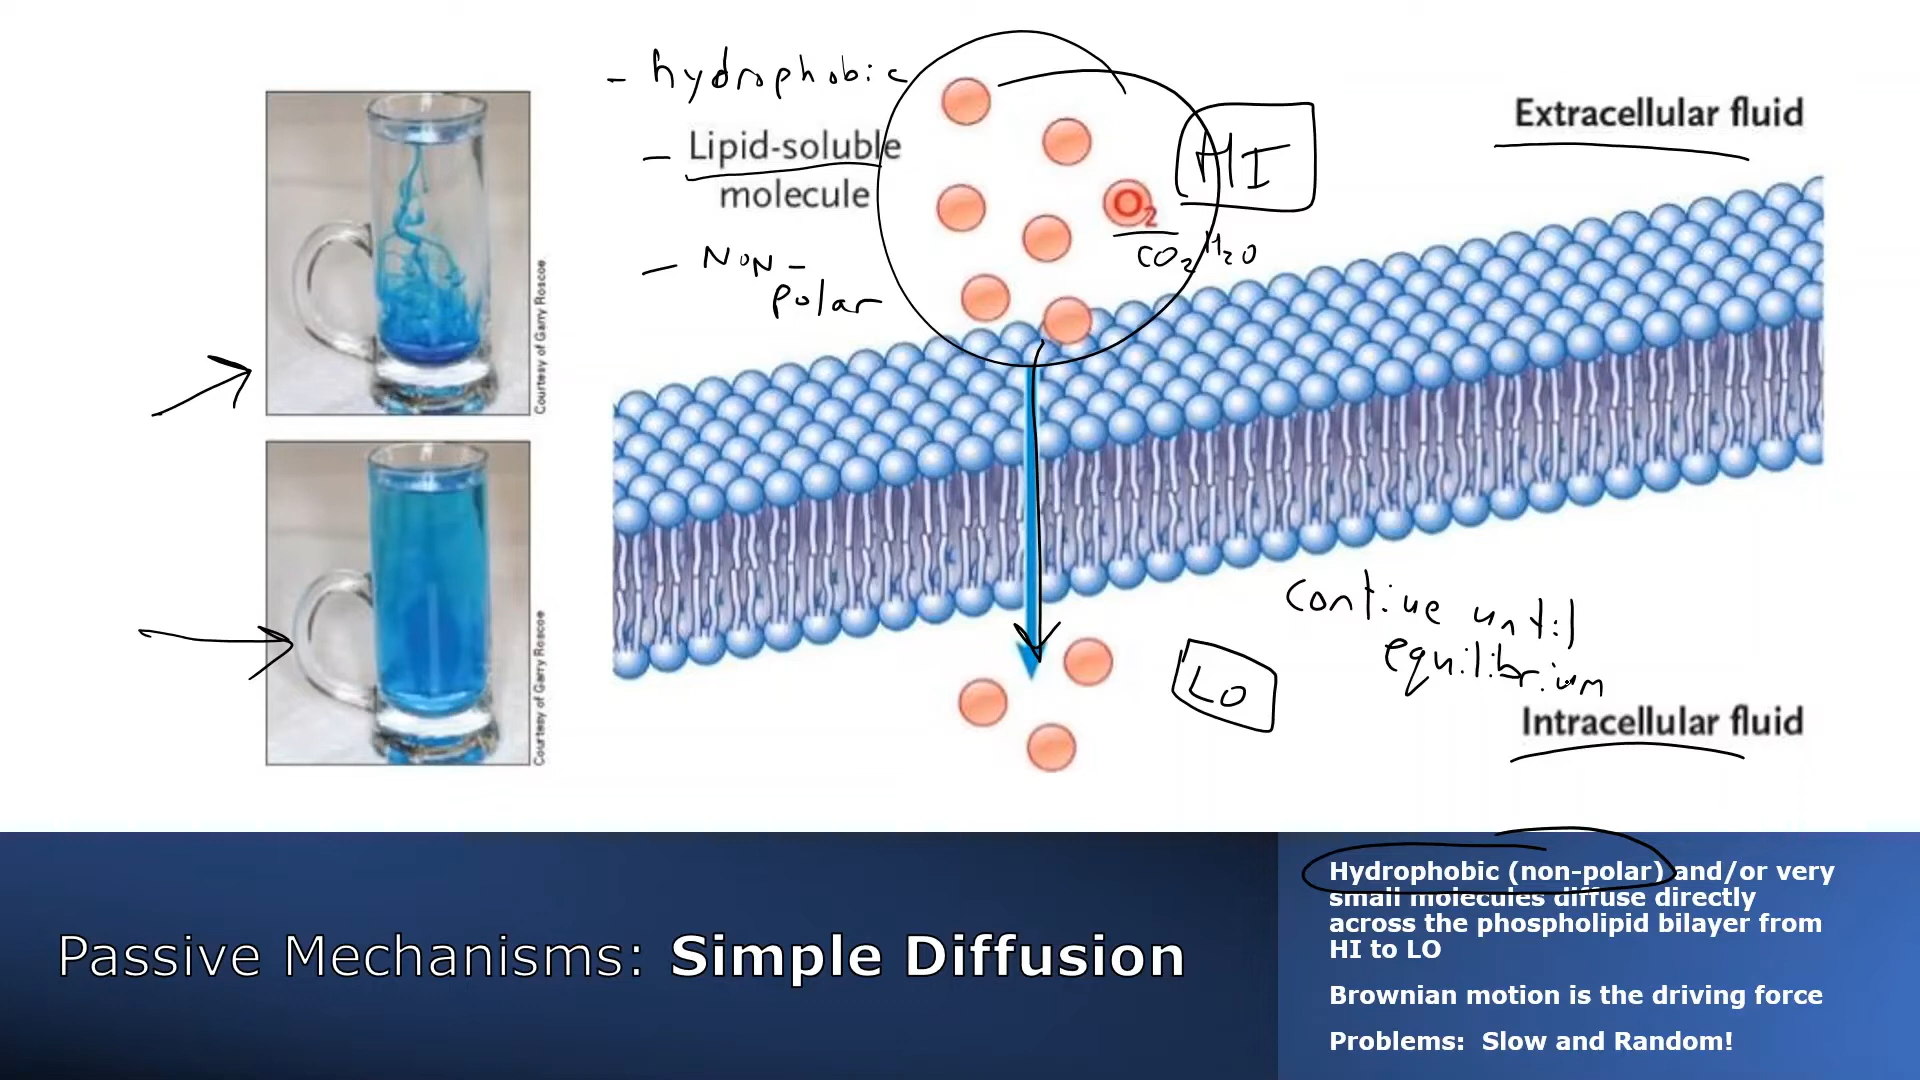 - hydrophobic
- Lipid-soluble
molecule
- Non-
polar
O2
CO2 H2O
HI
Extracellular fluid
Courtesy of Garry Roscoe
Courtesy of Garry Roscoe
contiue until
equilibrium
LO
Intracellular fluid
Passive Mechanisms: Simple Diffusion
Hydrophobic (non-polar) and/or very
small molecules diffuse directly
across the phospholipid bilayer from
HI to LO
Brownian motion is the driving force
Problems: Slow and Random!